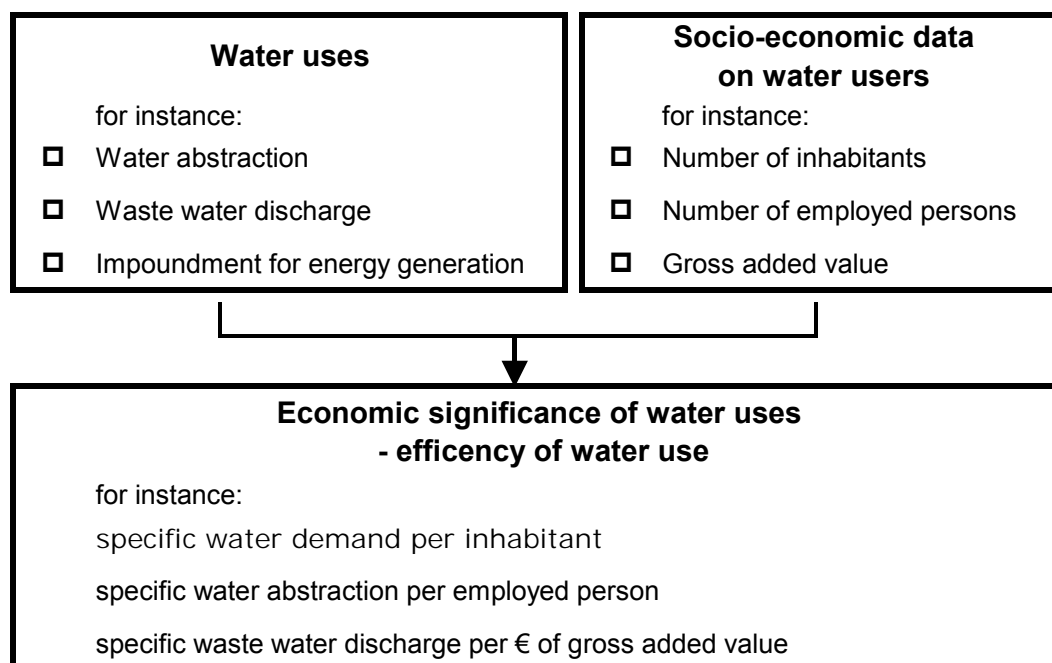 Water uses
for instance:
Water abstraction
Waste water discharge
Impoundment for energy generation
Socio-economic data
on water users
for instance:
Number of inhabitants
Number of employed persons
Gross added value
Economic significance of water uses
- efficency of water use
for instance:
specific water demand per inhabitant
specific water abstraction per employed person
specific waste water discharge per € of gross added value